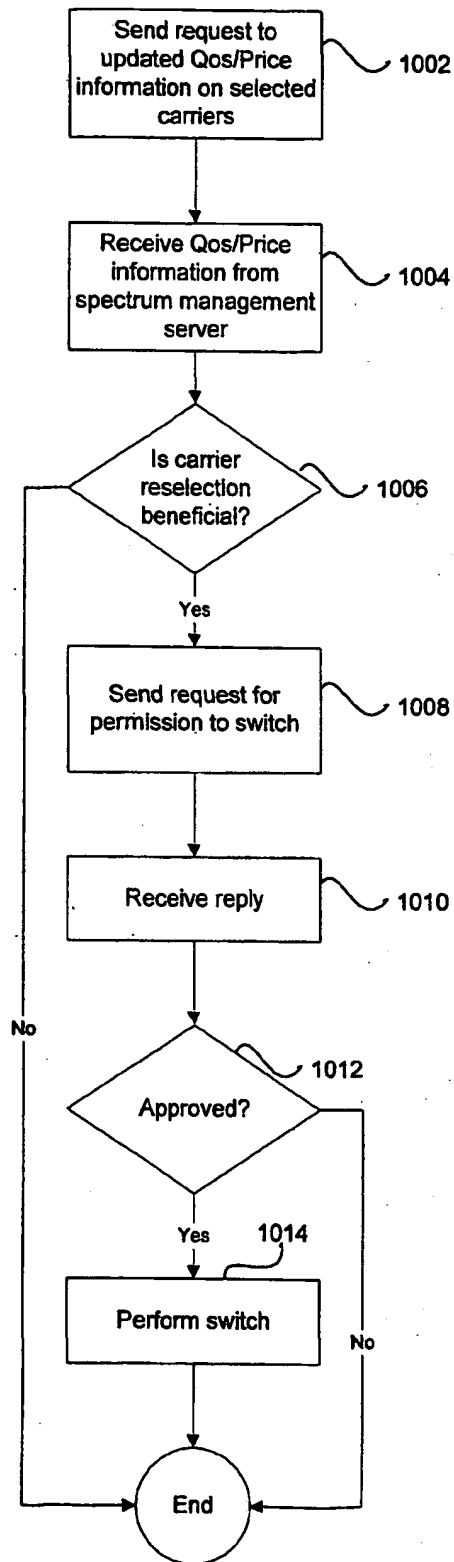 Send request to
updated Qos/Price
information on selected
carriers
1002
Receive Qos/Price
information from
spectrum management
server
1004
Is carrier
reselection
beneficial?
1006
Yes
Send request for
permission to switch
1008
Receive reply
1010
No
1012
Approved?
Yes
1014
Perform switch
No
End